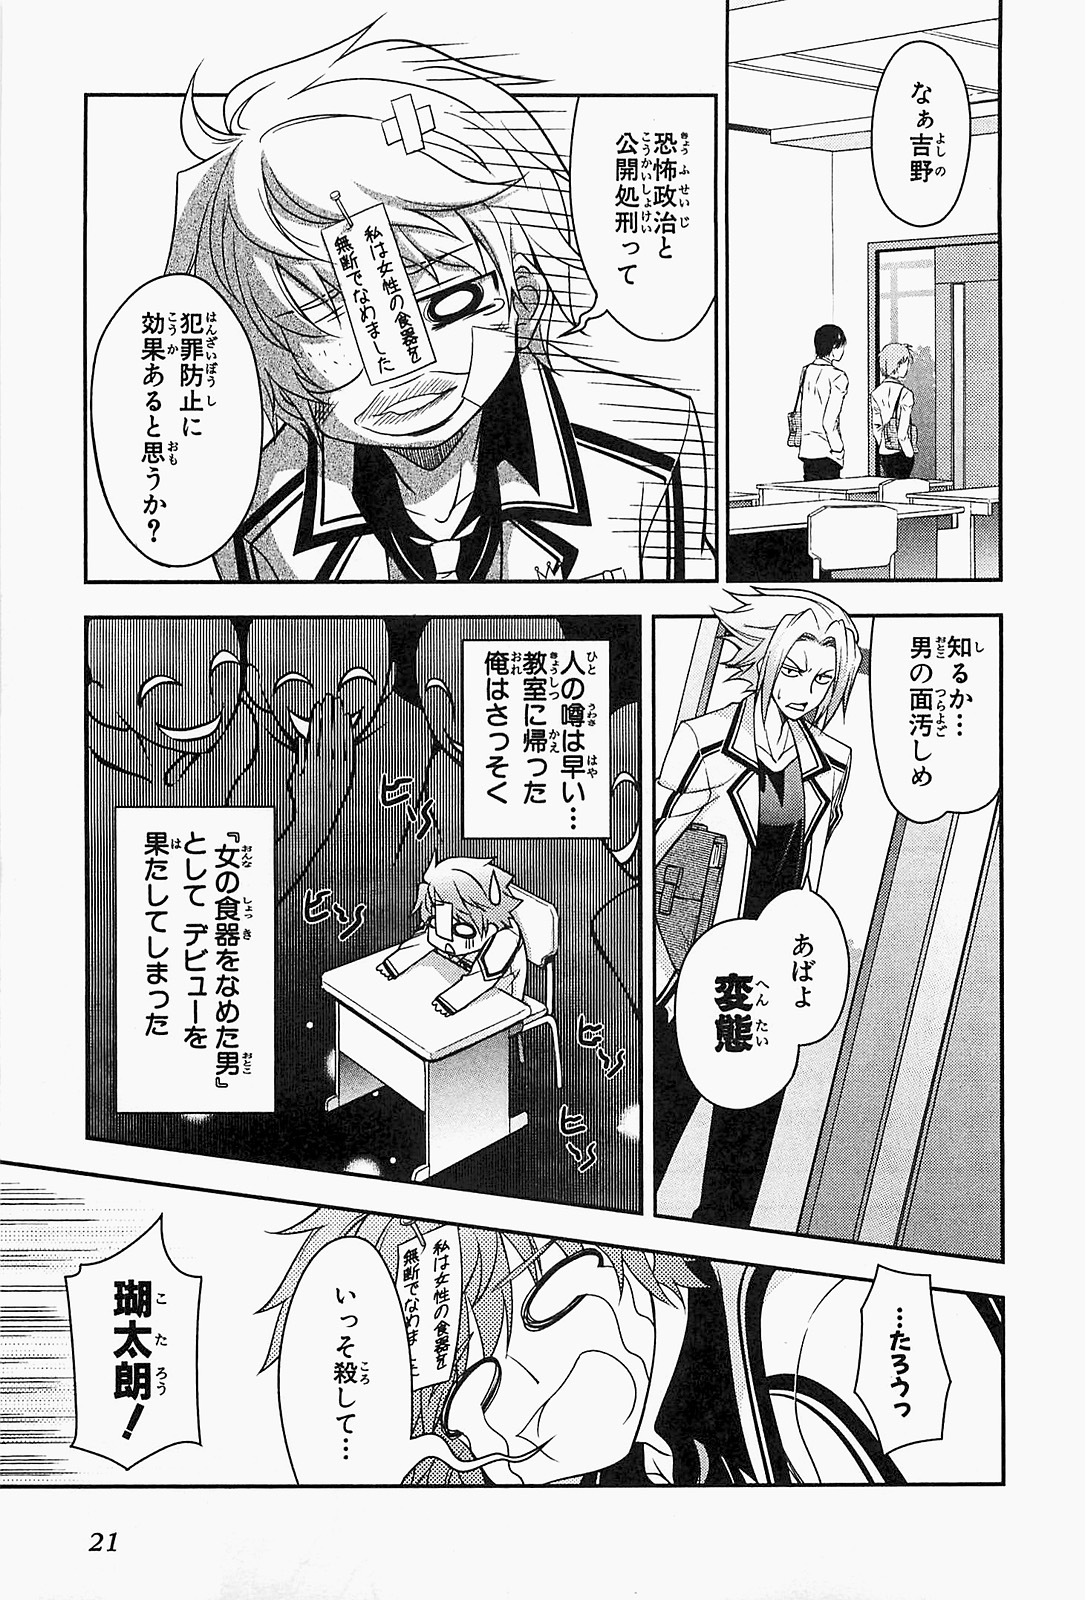 なぁ吉野
恐怖政治と
公開処刑って
私は女性の食器を
無断でなめました
犯罪防止に
効果あると思うか?
知るか…
男の面汚しめ
あばよ
変態
人の噂は早い…
教室に帰った
俺はさっそく
『女の食器をなめた男』
として デビューを
果たしてしまった
ヒソ
ヒソ
ヒソ
ヒソ
…たろうっ
私は女性の食器を
無断でなめました
いっそ殺して…
瑚太朗!
21